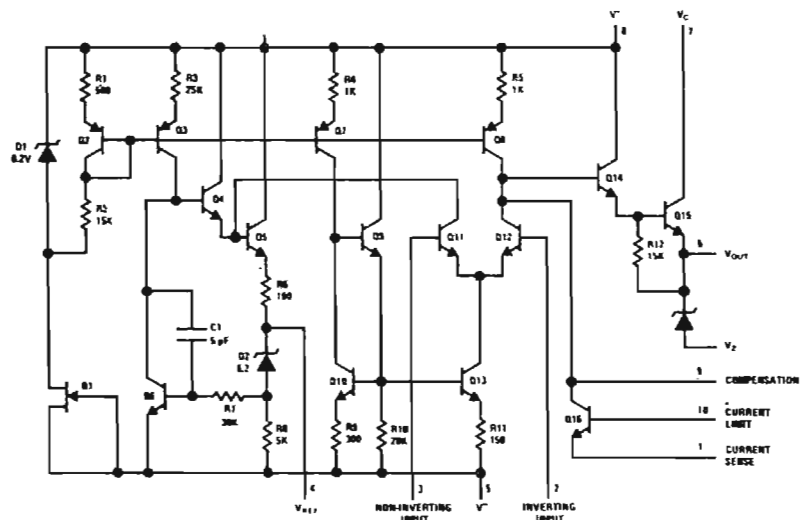 V+ VC
8 7
R1
500
R3
25K
R4
1K
R5
1K
D1
6.2V
Q2
Q3
Q7
Q8
Q14
R2
15K
Q4
Q5
Q9
Q11
Q12
Q15
R12
15K
6 VOUT
R6
100
C1
5 pF
D2
6.2
VZ
9 COMPENSATION
Q1
Q6
R7
30K
Q10
Q13
Q16
10 CURRENT LIMIT
R8
5K
R9
300
R10
20K
R11
150
1 CURRENT SENSE
4 3 5 2
VREF NON-INVERTING INPUT V− INVERTING INPUT